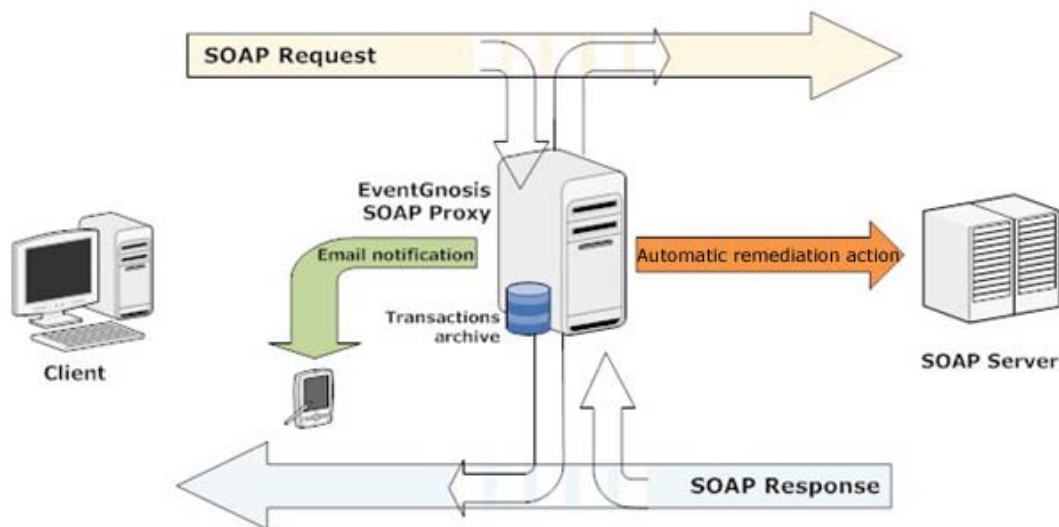 SOAP Request
EventGnosis
SOAP Proxy
Email notification
Automatic remediation action
Transactions
archive
Client
SOAP Server
SOAP Response